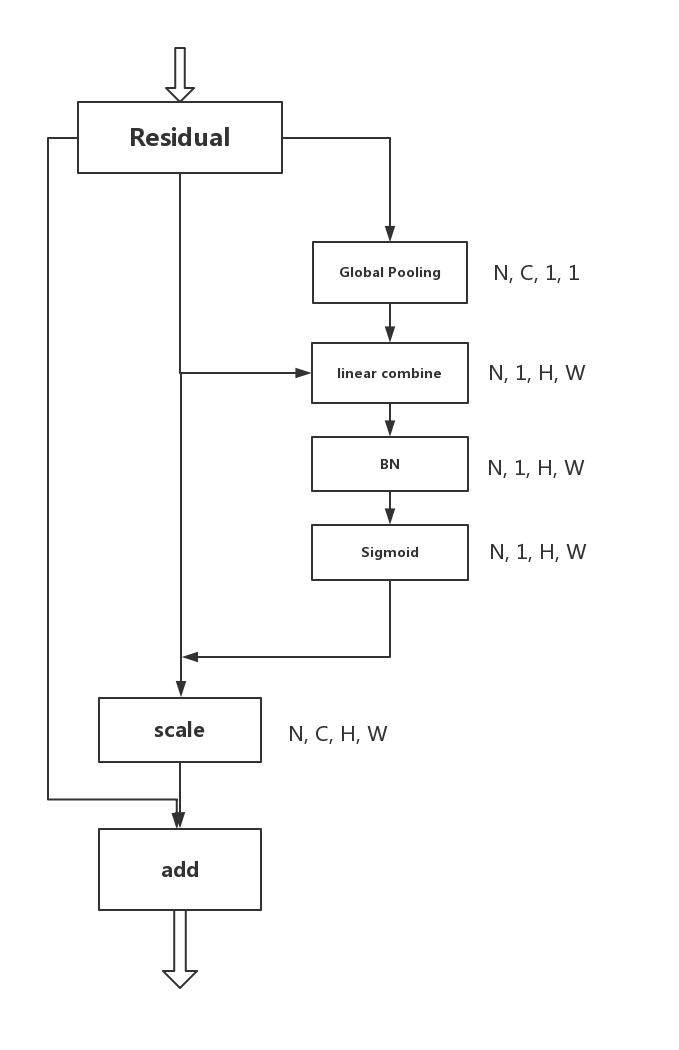 Residual
Global Pooling
N, C, 1, 1
linear combine
N, 1, H, W
BN
N, 1, H, W
Sigmoid
N, 1, H, W
scale
N, C, H, W
add